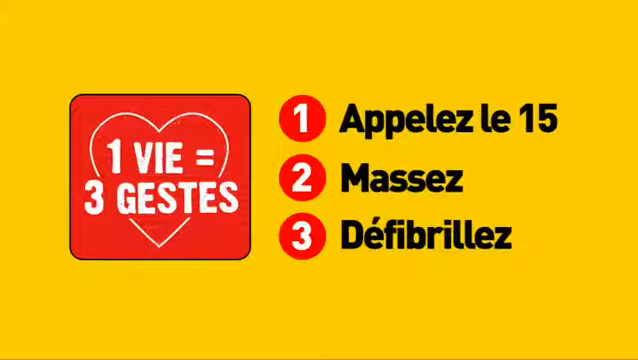 1 VIE =
3 GESTES
1 Appelez le 15
2 Massez
3 Défibrillez